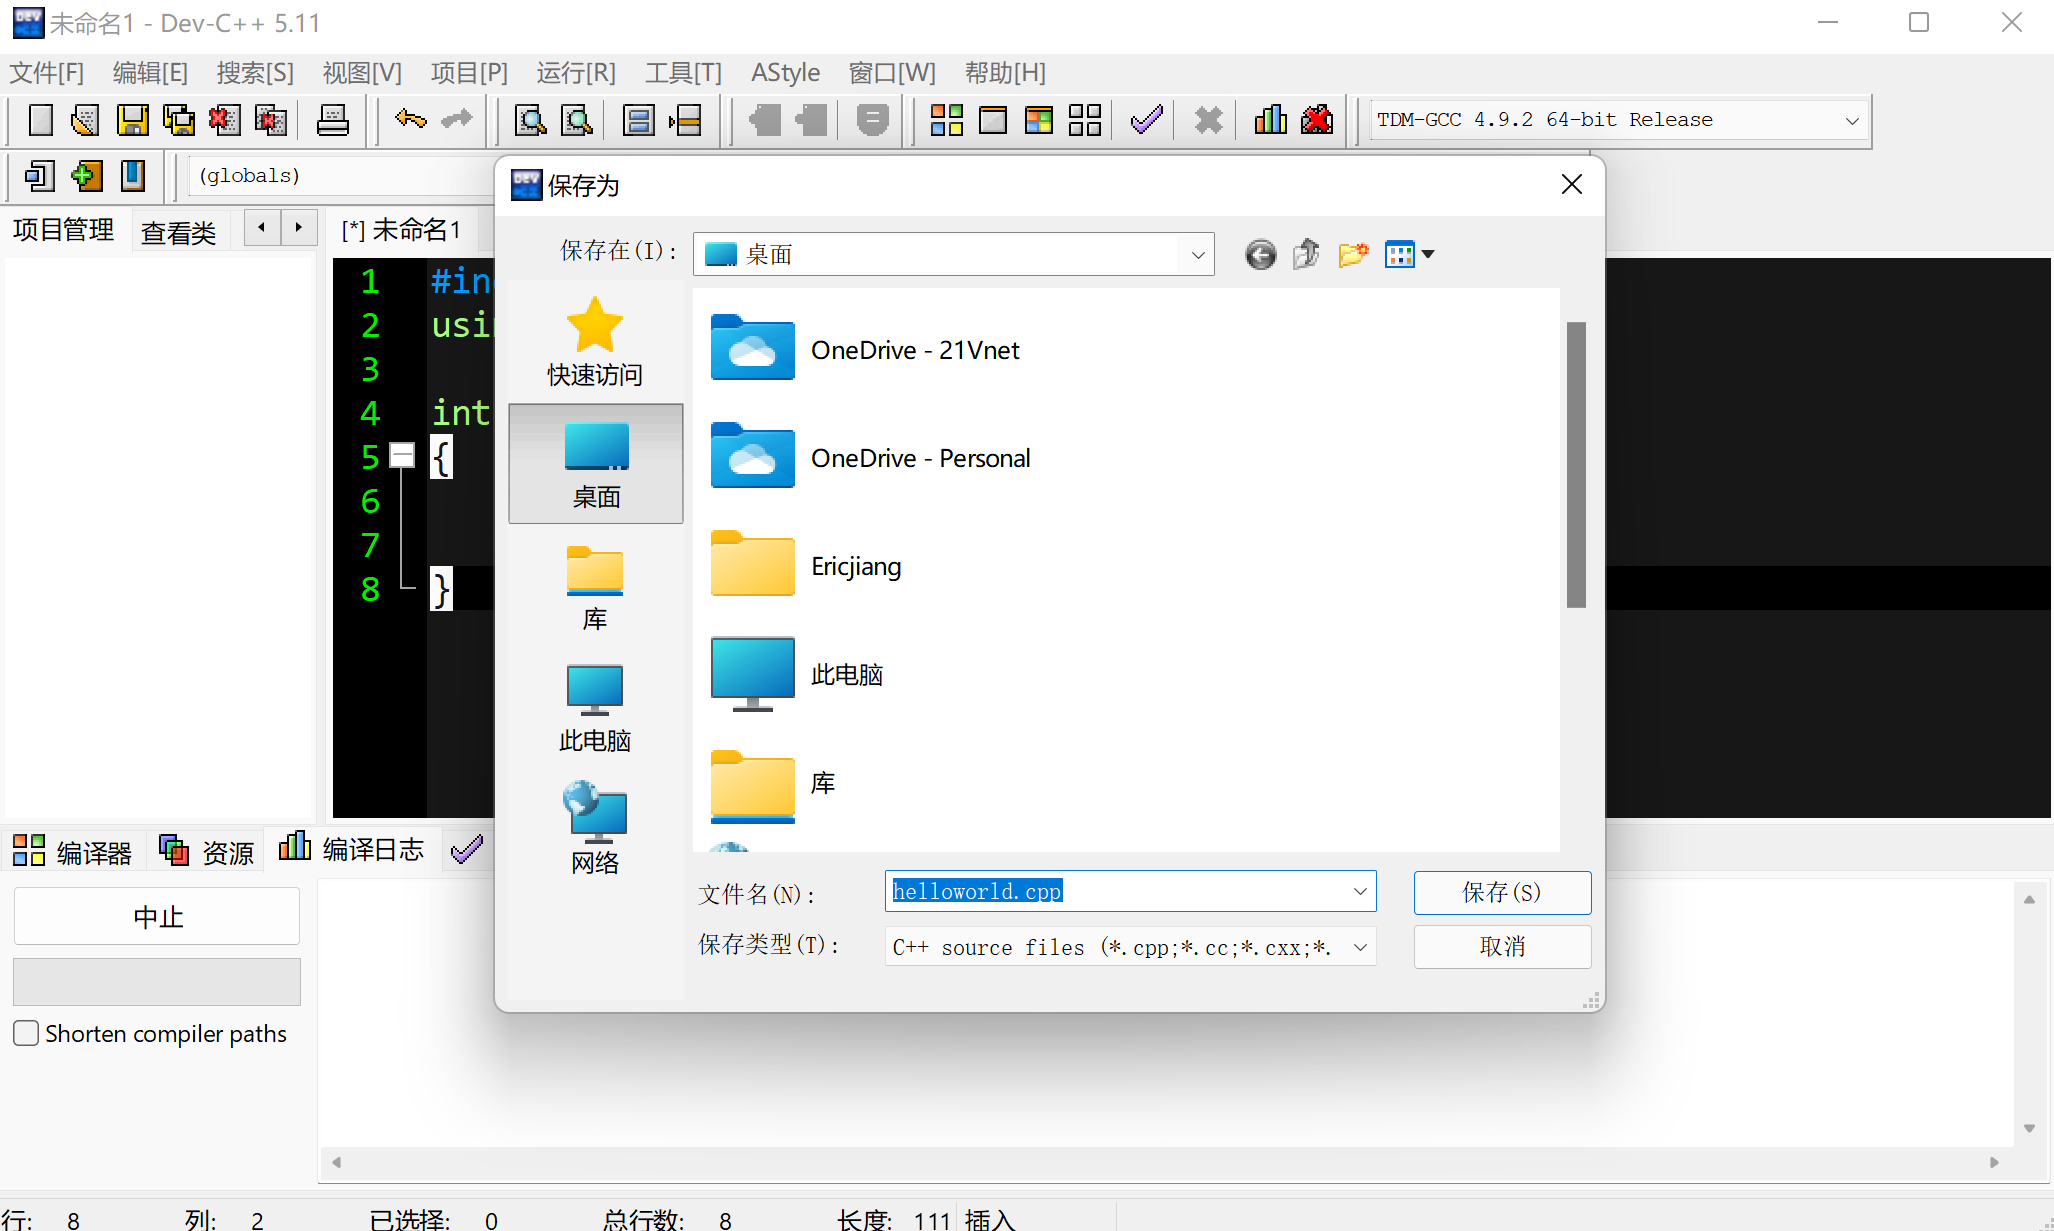 未命名1 - Dev-C++ 5.11
文件[F] 编辑[E] 搜索[S] 视图[V] 项目[P] 运行[R] 工具[T] AStyle 窗口[W] 帮助[H]
TDM-GCC 4.9.2 64-bit Release
(globals)
项目管理 查看类
[*] 未命名1
1
2
3
4
5
6
7
8
#in
usi
int
{
}
保存为
保存在(I):
桌面
快速访问
桌面
库
此电脑
网络
OneDrive - 21Vnet
OneDrive - Personal
Ericjiang
此电脑
库
文件名(N):
helloworld.cpp
保存(S)
保存类型(T):
C++ source files (*.cpp;*.cc;*.cxx;*.
取消
编译器 资源 编译日志
中止
Shorten compiler paths
行: 8 列: 2 已选择: 0 总行数: 8 长度: 111 插入